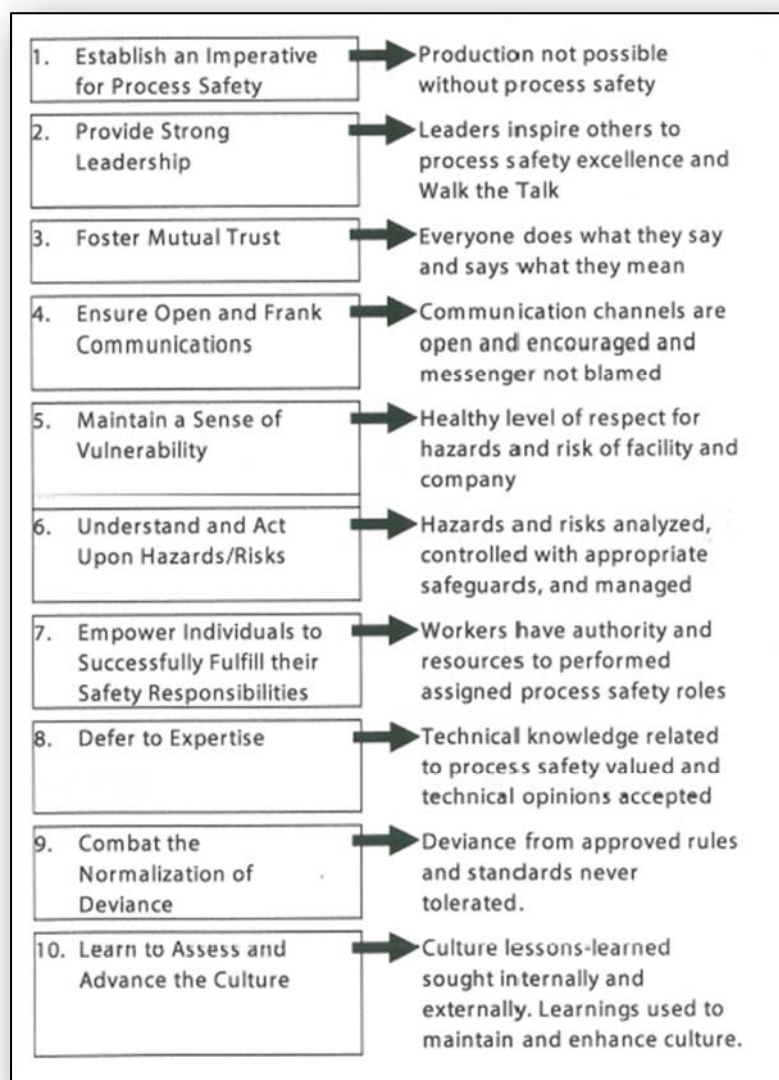 1. Establish an Imperative
for Process Safety
Production not possible
without process safety
2. Provide Strong
Leadership
Leaders inspire others to
process safety excellence and
Walk the Talk
3. Foster Mutual Trust
Everyone does what they say
and says what they mean
4. Ensure Open and Frank
Communications
Communication channels are
open and encouraged and
messenger not blamed
5. Maintain a Sense of
Vulnerability
Healthy level of respect for
hazards and risk of facility and
company
6. Understand and Act
Upon Hazards/Risks
Hazards and risks analyzed,
controlled with appropriate
safeguards, and managed
7. Empower Individuals to
Successfully Fulfill their
Safety Responsibilities
Workers have authority and
resources to performed
assigned process safety roles
8. Defer to Expertise
Technical knowledge related
to process safety valued and
technical opinions accepted
9. Combat the
Normalization of
Deviance
Deviance from approved rules
and standards never
tolerated.
10. Learn to Assess and
Advance the Culture
Culture lessons-learned
sought internally and
externally. Learnings used to
maintain and enhance culture.